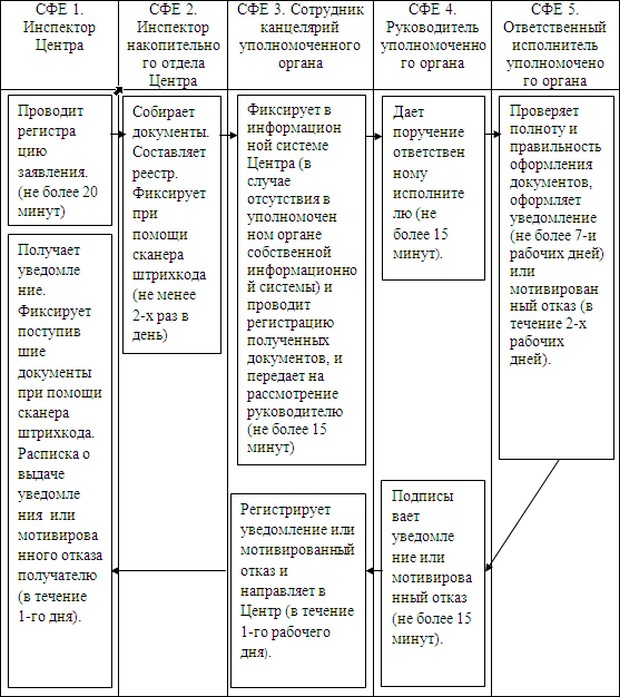 СФЕ 1.
Инспектор
Центра
СФЕ 2.
Инспектор
накопительно
го отдела
Центра
СФЕ 3. Сотрудник
канцелярий
уполномоченного
органа
СФЕ 4.
Руководитель
уполномоченно
го органа
СФЕ 5.
Ответственный
исполнитель
уполномочено
го органа
Проводит
регистра
цию
заявления.
(не более 20
минут)
Собирает
документы.
Составляет
реестр.
Фиксирует
при
помощи
сканера
штрихкода
(не менее
2-х раз в
день)
Фиксирует в
информацион
ной системе
Центра (в
случае
отсутствия в
уполномочен
ном органе
собственной
информационно
й системы) и
проводит
регистрацию
полученных
документов, и
передает на
рассмотрение
руководителю
(не более 15
минут)
Дает
поручение
ответствен
ному
исполните
лю (не
более 15
минут).
Проверяет
полноту и
правильность
оформления
документов,
оформляет
уведомление
(не более 7-и
рабочих дней)
или
мотивирован
ный отказ (в
течение 2-х
рабочих
дней).
Получает
уведомле
ние.
Фиксирует
поступив
шие
документы
при помощи
сканера
штрихкода.
Расписка о
выдаче
уведомле
ния или
мотивирова
нного отказа
получателю
(в течение
1-го дня).
Регистрирует
уведомление или
мотивированный
отказ и
направляет в
Центр (в течение
1-го рабочего
дня).
Подписы
вает
уведомле
ние или
мотивирова
нный отказ
(не более 15
минут).